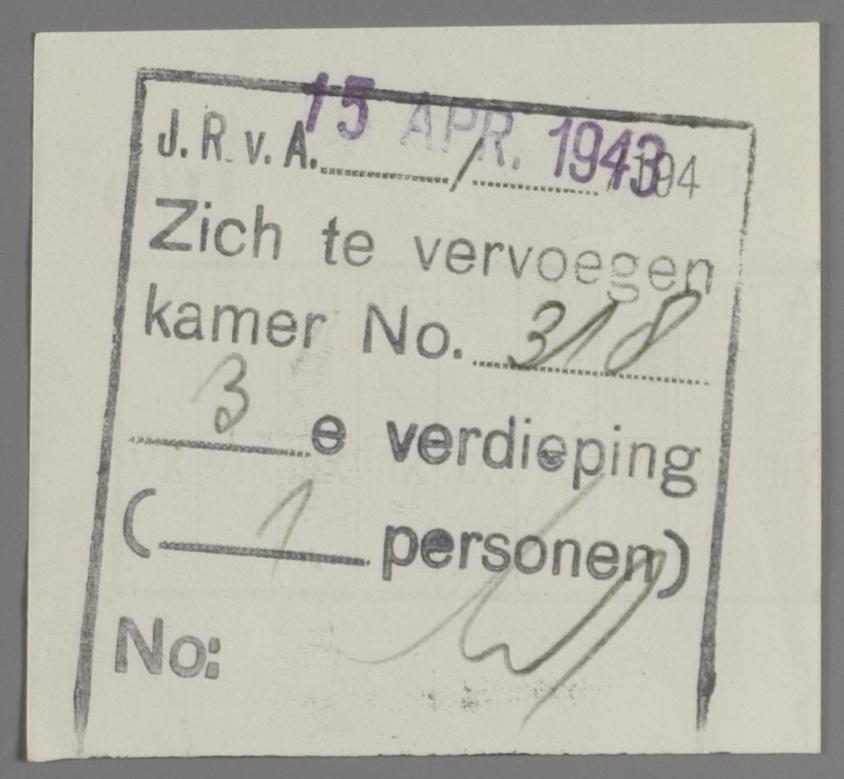 15 APR. 1943
J. R. v. A. / /194
Zich te vervoegen
kamer No. 318
3 e verdieping
( 1 personen)
No: